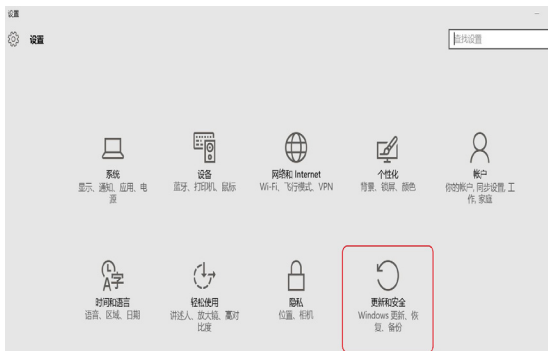 设置
设置
查找设置
系统
显示、通知、应用、电
源
设备
蓝牙、打印机、鼠标
网络和 Internet
Wi-Fi、飞行模式、VPN
个性化
背景、锁屏、颜色
帐户
你的帐户,同步设置,工
作,家庭
时间和语言
语音、区域、日期
轻松使用
讲述人、放大镜、高对
比度
隐私
位置、相机
更新和安全
Windows 更新、恢
复、备份